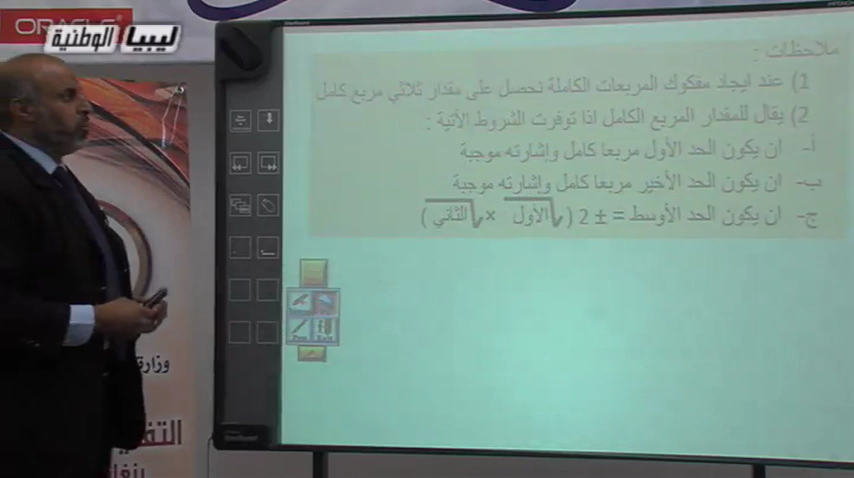 ORACLE
ليبيا الوطنية
ملاحظات :
1) عند ايجاد مفكوك المربعات الكاملة نحصل على مقدار ثلاثي مربع كامل
2) يقال للمقدار المربع الكامل اذا توفرت الشروط الأتية :
أ- ان يكون الحد الأول مربعا كامل وإشارته موجبة
ب- ان يكون الحد الأخير مربعا كامل وإشارته موجبة
ج- ان يكون الحد الأوسط = ± 2 ( √الأول × √الثاني )
وزارة